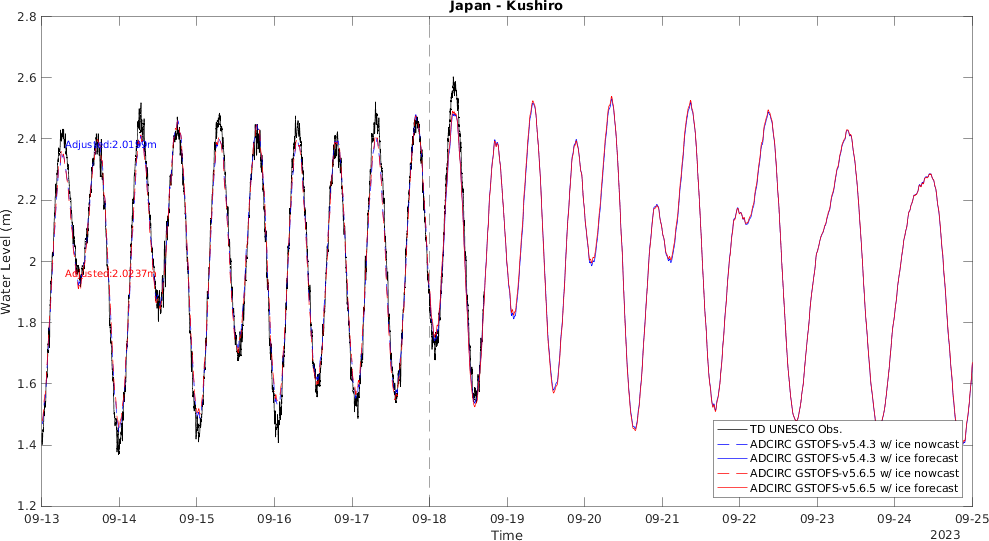 Japan - Kushiro
2.8
2.6
2.4
2.2
2
1.8
1.6
1.4
1.2
Water Level (m)
Adjusted:2.0199m
Adjusted:2.0237m
TD UNESCO Obs.
ADCIRC GSTOFS-v5.4.3 w/ ice nowcast
ADCIRC GSTOFS-v5.4.3 w/ ice forecast
ADCIRC GSTOFS-v5.6.5 w/ ice nowcast
ADCIRC GSTOFS-v5.6.5 w/ ice forecast
09-13 09-14 09-15 09-16 09-17 09-18 09-19 09-20 09-21 09-22 09-23 09-24 09-25
Time
2023